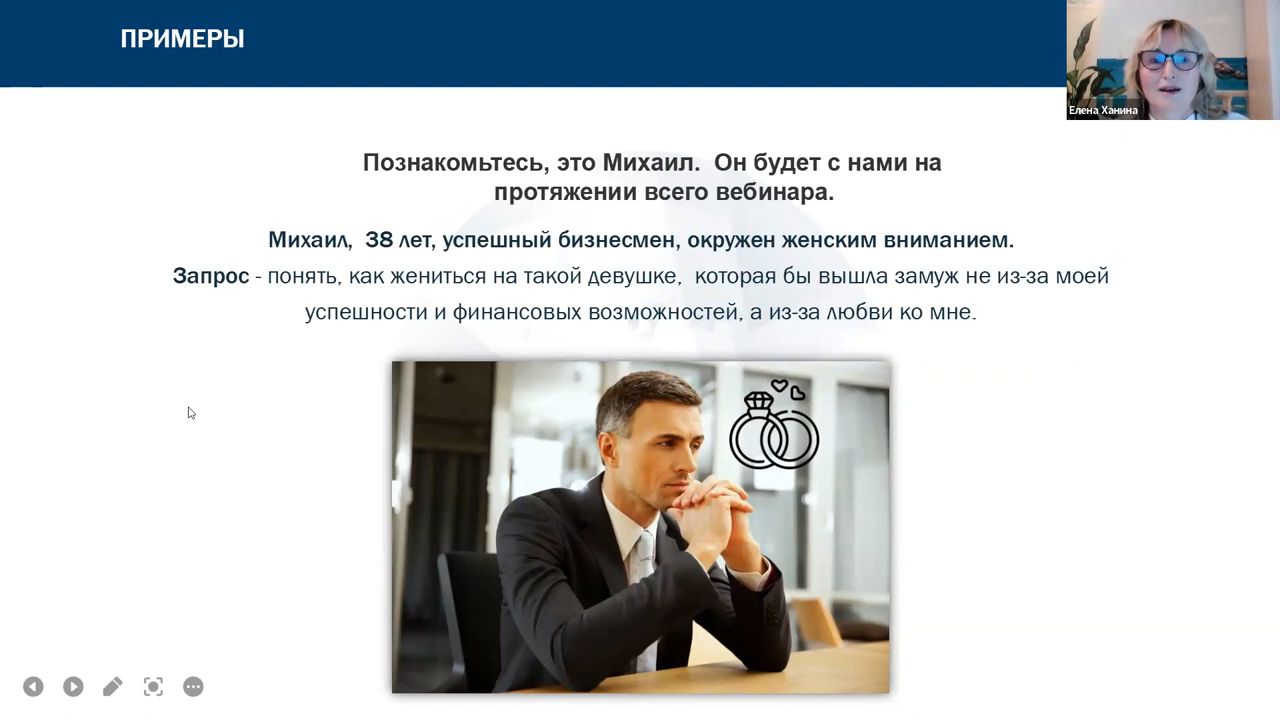 ПРИМЕРЫ
Елена Ханина
Познакомьтесь, это Михаил.  Он будет с нами на
протяжении всего вебинара.
Михаил,  38 лет, успешный бизнесмен, окружен женским вниманием.
Запрос - понять, как жениться на такой девушке,  которая бы вышла замуж не из-за моей
успешности и финансовых возможностей, а из-за любви ко мне.